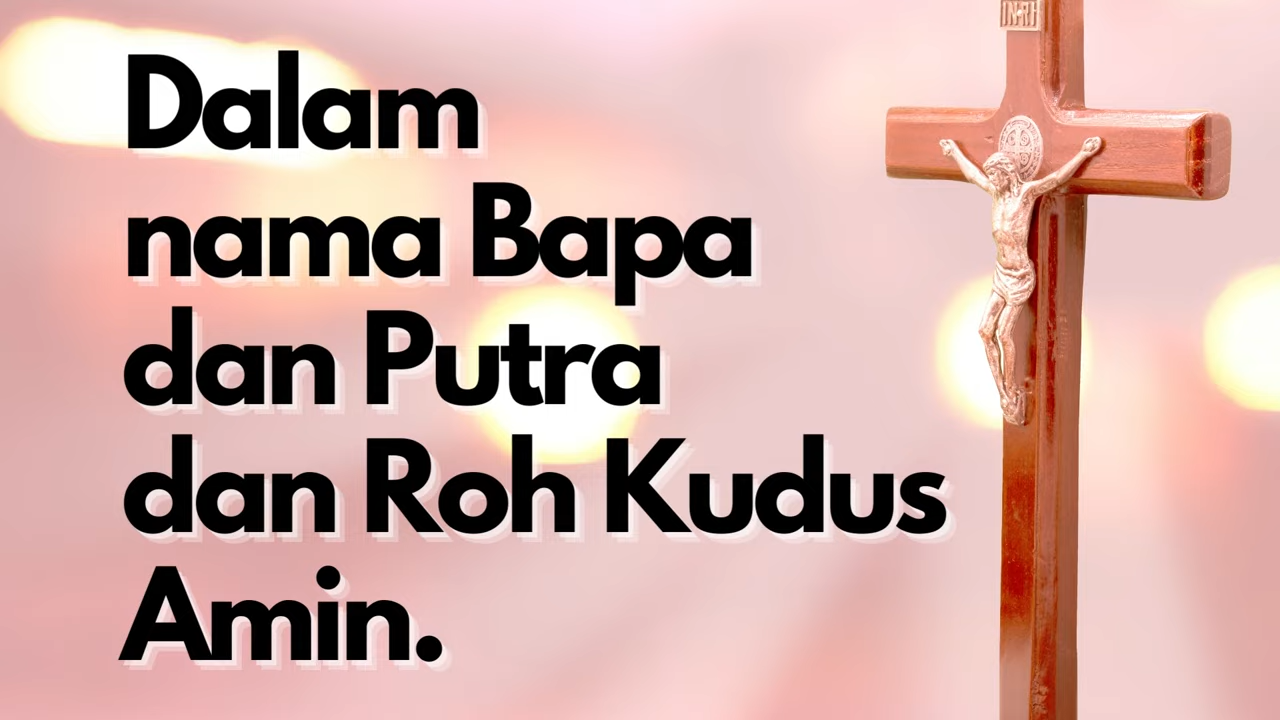 INRI
Dalam
nama Bapa
dan Putra
dan Roh Kudus
Amin.